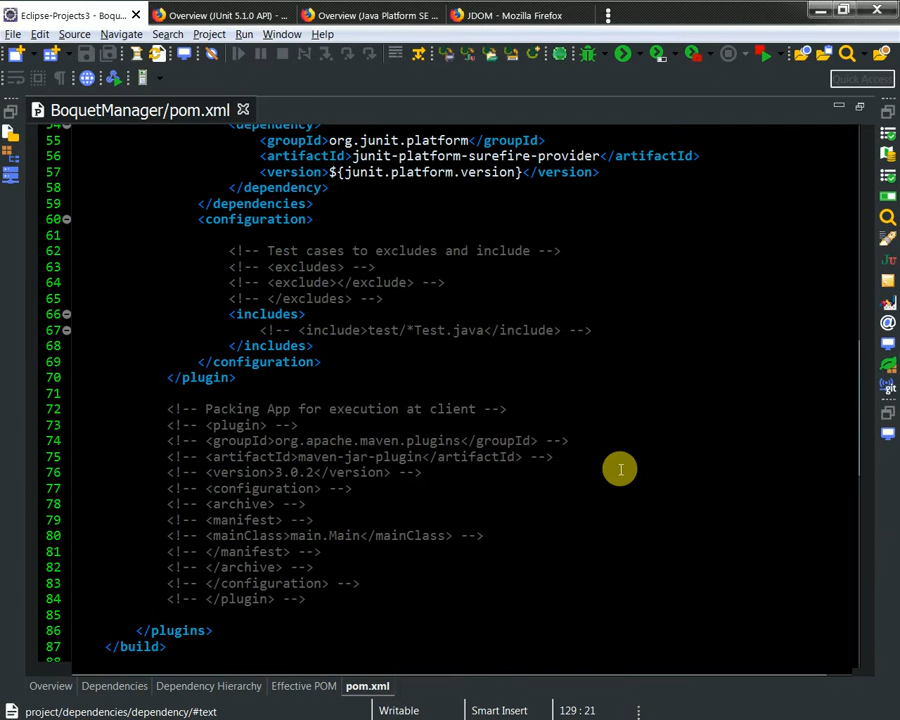 Eclipse-Projects3 - Boqu...
Overview (JUnit 5.1.0 API) - ...
Overview (Java Platform SE ...
JDOM - Mozilla Firefox
File Edit Source Navigate Search Project Run Window Help
Quick Access
BoquetManager/pom.xml
54 <dependency>
55 <groupId>org.junit.platform</groupId>
56 <artifactId>junit-platform-surefire-provider</artifactId>
57 <version>${junit.platform.version}</version>
58 </dependency>
59 </dependencies>
60 <configuration>
61
62 <!-- Test cases to excludes and include -->
63 <!-- <excludes> -->
64 <!-- <exclude></exclude> -->
65 <!-- </excludes> -->
66 <includes>
67 <!-- <include>test/*Test.java</include> -->
68 </includes>
69 </configuration>
70 </plugin>
71
72 <!-- Packing App for execution at client -->
73 <!-- <plugin> -->
74 <!-- <groupId>org.apache.maven.plugins</groupId> -->
75 <!-- <artifactId>maven-jar-plugin</artifactId> -->
76 <!-- <version>3.0.2</version> -->
77 <!-- <configuration> -->
78 <!-- <archive> -->
79 <!-- <manifest> -->
80 <!-- <mainClass>main.Main</mainClass> -->
81 <!-- </manifest> -->
82 <!-- </archive> -->
83 <!-- </configuration> -->
84 <!-- </plugin> -->
85
86 </plugins>
87 </build>
88
Overview Dependencies Dependency Hierarchy Effective POM pom.xml
project/dependencies/dependency/#text Writable Smart Insert 129 : 21